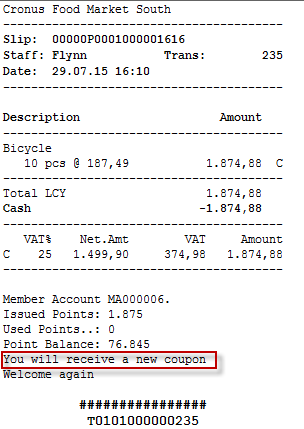 Cronus Food Market South
----------------------------------------
Slip: 00000P0001000001616
Staff: Flynn Trans: 235
Date: 29.07.15 16:10
----------------------------------------
Description Amount
----------------------------------------
Bicycle
10 pcs @ 187,49 1.874,88 C
----------------------------------------
Total LCY 1.874,88
Cash -1.874,88
----------------------------------------
VAT% Net.Amt VAT Amount
C 25 1.499,90 374,98 1.874,88
----------------------------------------
Member Account MA000006.
Issued Points: 1.875
Used Points..: 0
Point Balance: 76.845
You will receive a new coupon
Welcome again
################
T0101000000235